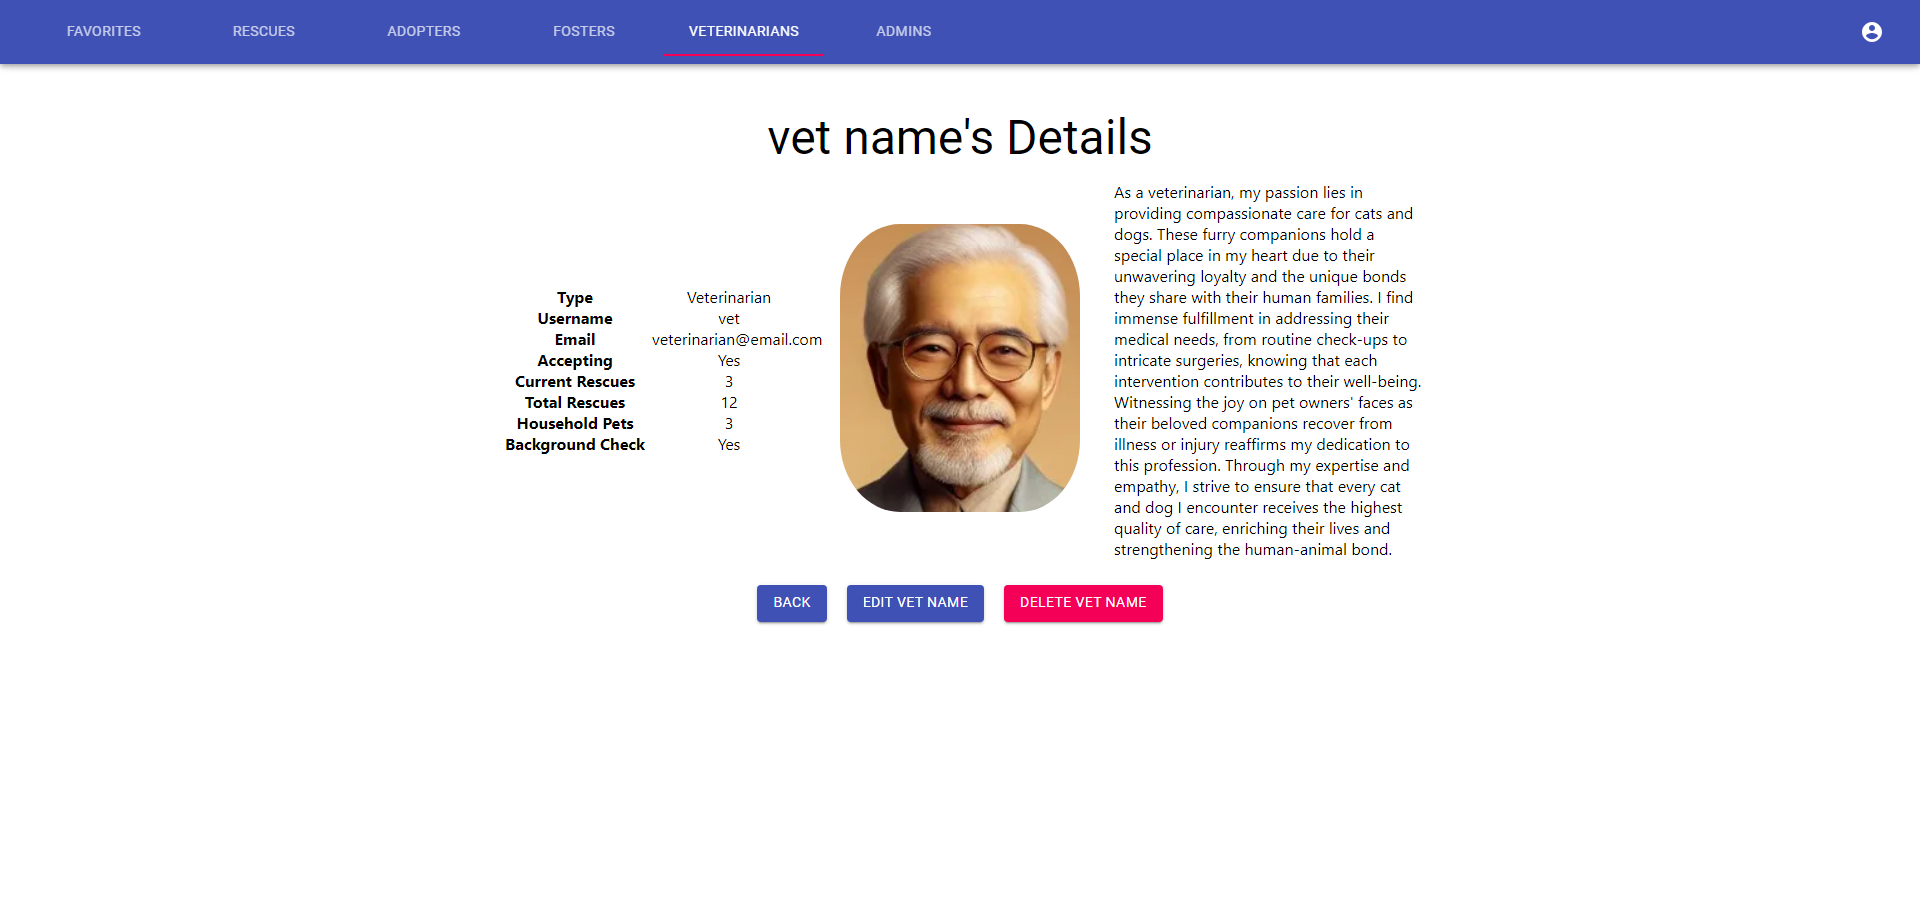 FAVORITES RESCUES ADOPTERS FOSTERS VETERINARIANS ADMINS
vet name's Details
Type Veterinarian
Username vet
Email veterinarian@email.com
Accepting Yes
Current Rescues 3
Total Rescues 12
Household Pets 3
Background Check Yes
As a veterinarian, my passion lies in
providing compassionate care for cats and
dogs. These furry companions hold a
special place in my heart due to their
unwavering loyalty and the unique bonds
they share with their human families. I find
immense fulfillment in addressing their
medical needs, from routine check-ups to
intricate surgeries, knowing that each
intervention contributes to their well-being.
Witnessing the joy on pet owners' faces as
their beloved companions recover from
illness or injury reaffirms my dedication to
this profession. Through my expertise and
empathy, I strive to ensure that every cat
and dog I encounter receives the highest
quality of care, enriching their lives and
strengthening the human-animal bond.
BACK EDIT VET NAME DELETE VET NAME